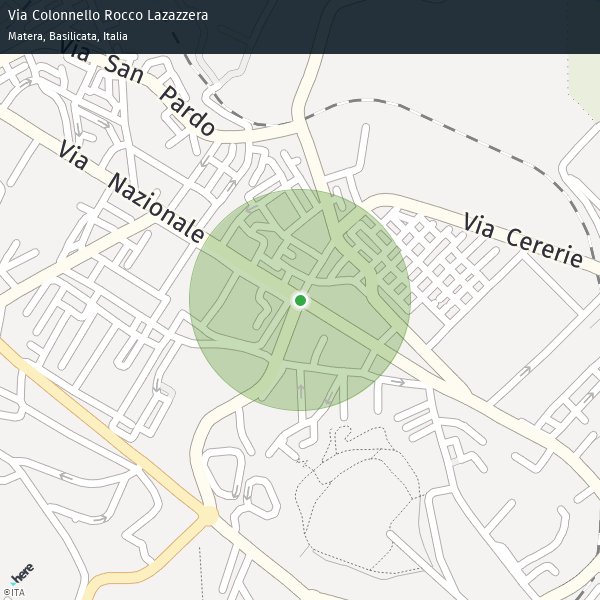 Via Colonnello Rocco Lazazzera
Matera, Basilicata, Italia
Via San Pardo
Via Nazionale
Via Cererie
here
©ITA